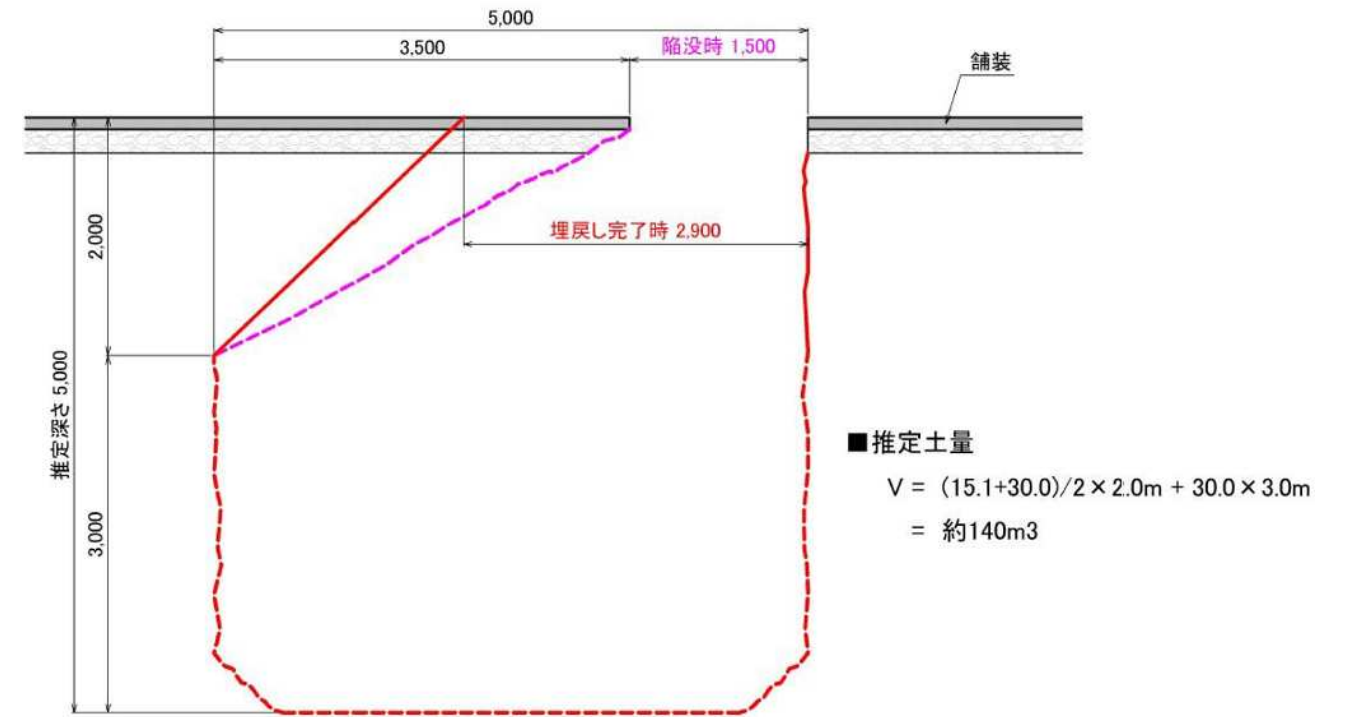 5,000
3,500
陥没時 1,500
舗装
2,000
埋戻し完了時 2,900
推定深さ 5,000
3,000
■推定土量
V = (15.1+30.0)/2×2.0m + 30.0×3.0m
= 約140m3